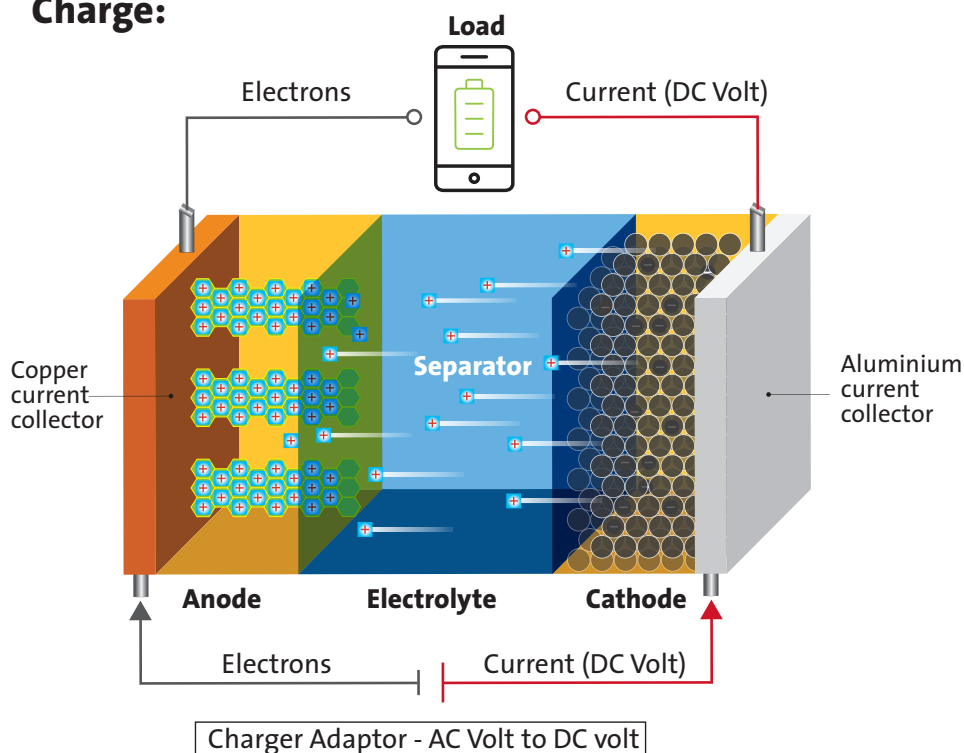 Charge:
Load
Electrons
Current (DC Volt)
Separator
Copper
current
collector
Aluminium
current
collector
Anode
Electrolyte
Cathode
Electrons
Current (DC Volt)
Charger Adaptor - AC Volt to DC volt